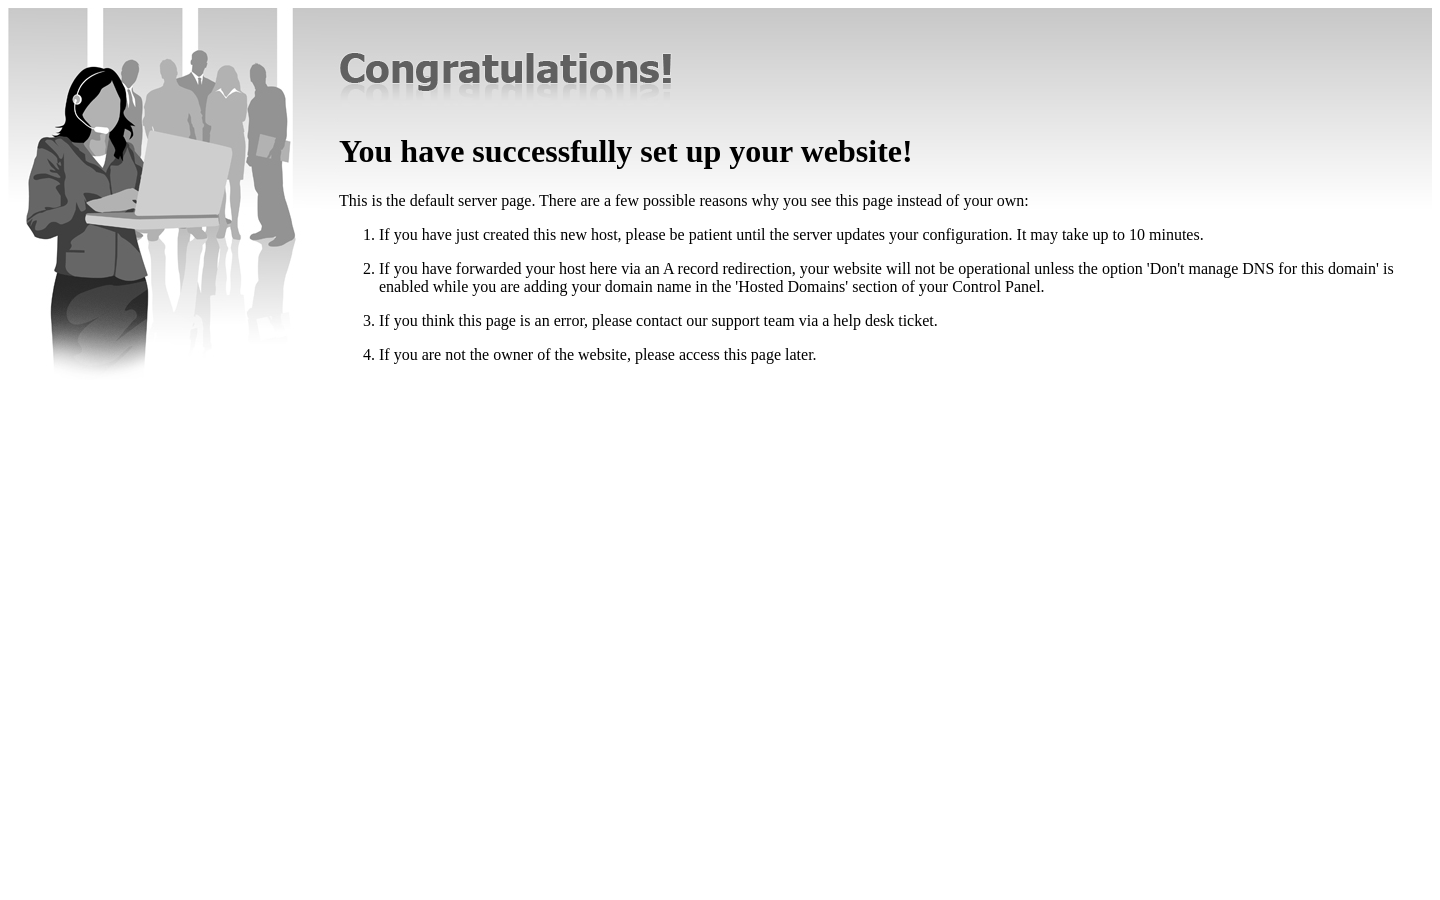 Congratulations!
You have successfully set up your website!
This is the default server page. There are a few possible reasons why you see this page instead of your own:
1. If you have just created this new host, please be patient until the server updates your configuration. It may take up to 10 minutes.
2. If you have forwarded your host here via an A record redirection, your website will not be operational unless the option 'Don't manage DNS for this domain' is
enabled while you are adding your domain name in the 'Hosted Domains' section of your Control Panel.
3. If you think this page is an error, please contact our support team via a help desk ticket.
4. If you are not the owner of the website, please access this page later.